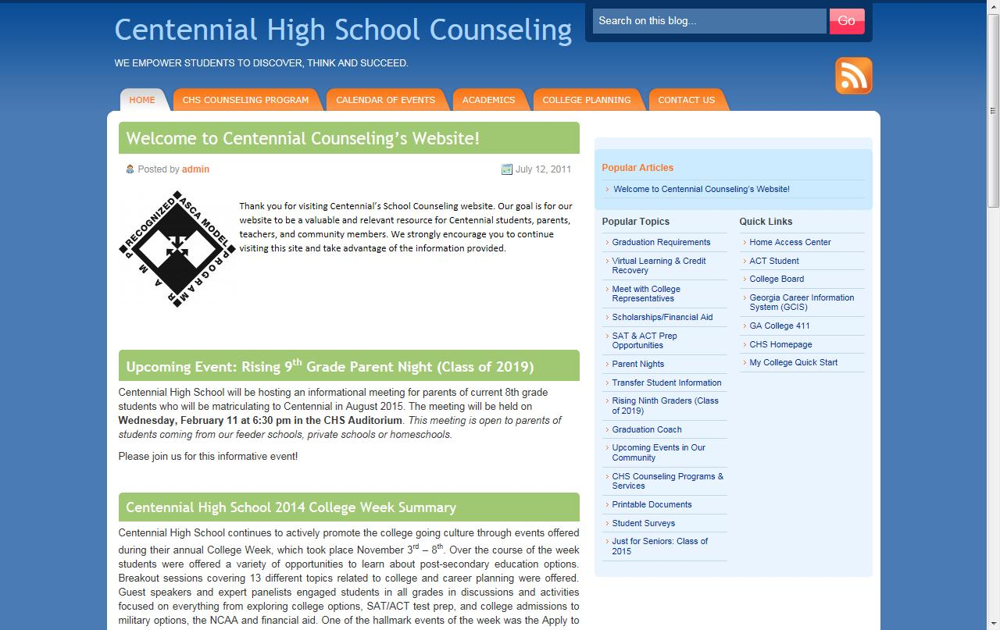 Centennial High School Counseling
Search on this blog...
Go
WE EMPOWER STUDENTS TO DISCOVER, THINK AND SUCCEED.
HOME
CHS COUNSELING PROGRAM
CALENDAR OF EVENTS
ACADEMICS
COLLEGE PLANNING
CONTACT US
Welcome to Centennial Counseling's Website!
Posted by admin
July 12, 2011
RECOGNIZED ASCA MODEL PROGRAM
Thank you for visiting Centennial's School Counseling website. Our goal is for our
website to be a valuable and relevant resource for Centennial students, parents,
teachers, and community members. We strongly encourage you to continue
visiting this site and take advantage of the information provided.
Upcoming Event: Rising 9th Grade Parent Night (Class of 2019)
Centennial High School will be hosting an informational meeting for parents of current 8th grade
students who will be matriculating to Centennial in August 2015. The meeting will be held on
Wednesday, February 11 at 6:30 pm in the CHS Auditorium. This meeting is open to parents of
students coming from our feeder schools, private schools or homeschools.
Please join us for this informative event!
Centennial High School 2014 College Week Summary
Centennial High School continues to actively promote the college going culture through events offered
during their annual College Week, which took place November 3rd – 8th. Over the course of the week
students were offered a variety of opportunities to learn about post-secondary education options.
Breakout sessions covering 13 different topics related to college and career planning were offered.
Guest speakers and expert panelists engaged students in all grades in discussions and activities
focused on everything from exploring college options, SAT/ACT test prep, and college admissions to
military options, the NCAA and financial aid. One of the hallmark events of the week was the Apply to
Popular Articles
Welcome to Centennial Counseling's Website!
Popular Topics
Graduation Requirements
Virtual Learning & Credit
Recovery
Meet with College
Representatives
Scholarships/Financial Aid
SAT & ACT Prep
Opportunities
Parent Nights
Transfer Student Information
Rising Ninth Graders (Class
of 2019)
Graduation Coach
Upcoming Events in Our
Community
CHS Counseling Programs &
Services
Printable Documents
Student Surveys
Just for Seniors: Class of
2015
Quick Links
Home Access Center
ACT Student
College Board
Georgia Career Information
System (GCIS)
GA College 411
CHS Homepage
My College Quick Start